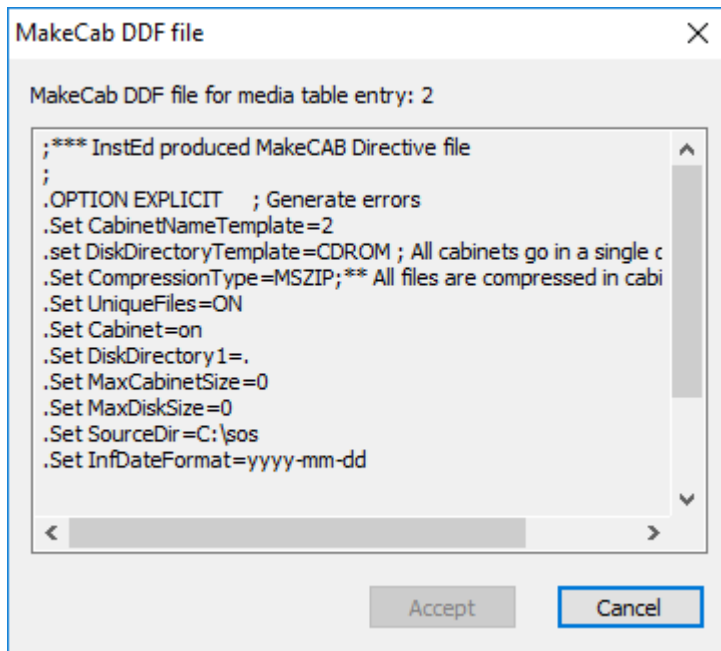 MakeCab DDF file
MakeCab DDF file for media table entry: 2
;*** InstEd produced MakeCAB Directive file
;
.OPTION EXPLICIT     ; Generate errors
.Set CabinetNameTemplate=2
.set DiskDirectoryTemplate=CDROM ; All cabinets go in a single
.Set CompressionType=MSZIP;** All files are compressed in cabi
.Set UniqueFiles=ON
.Set Cabinet=on
.Set DiskDirectory1=.
.Set MaxCabinetSize=0
.Set MaxDiskSize=0
.Set SourceDir=C:\sos
.Set InfDateFormat=yyyy-mm-dd
Accept
Cancel